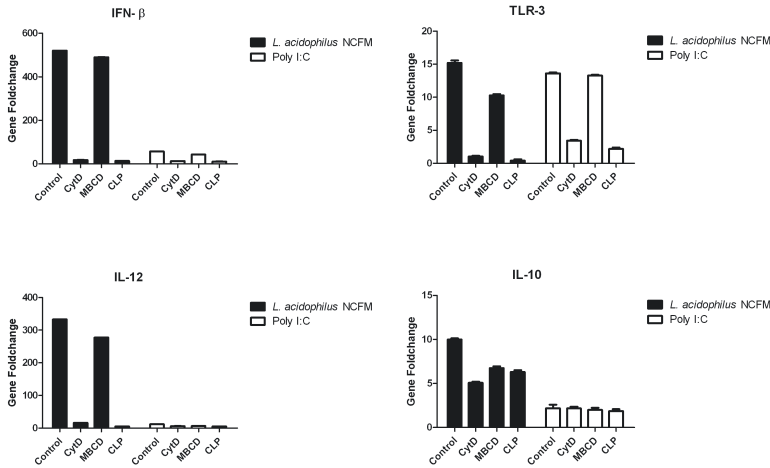 IFN- β
Gene Foldchange
600
400
200
0
Control
CytD
MBCD
CLP
Control
CytD
MBCD
CLP
L. acidophilus NCFM
Poly I:C
TLR-3
Gene Foldchange
20
15
10
5
0
Control
CytD
MBCD
CLP
Control
CytD
MBCD
CLP
L. acidophilus NCFM
Poly I:C
IL-12
Gene Foldchange
400
300
200
100
0
Control
CytD
MBCD
CLP
Control
CytD
MBCD
CLP
L. acidophilus NCFM
Poly I:C
IL-10
Gene Foldchange
15
10
5
0
Control
CytD
MBCD
CLP
Control
CytD
MBCD
CLP
L. acidophilus NCFM
Poly I:C